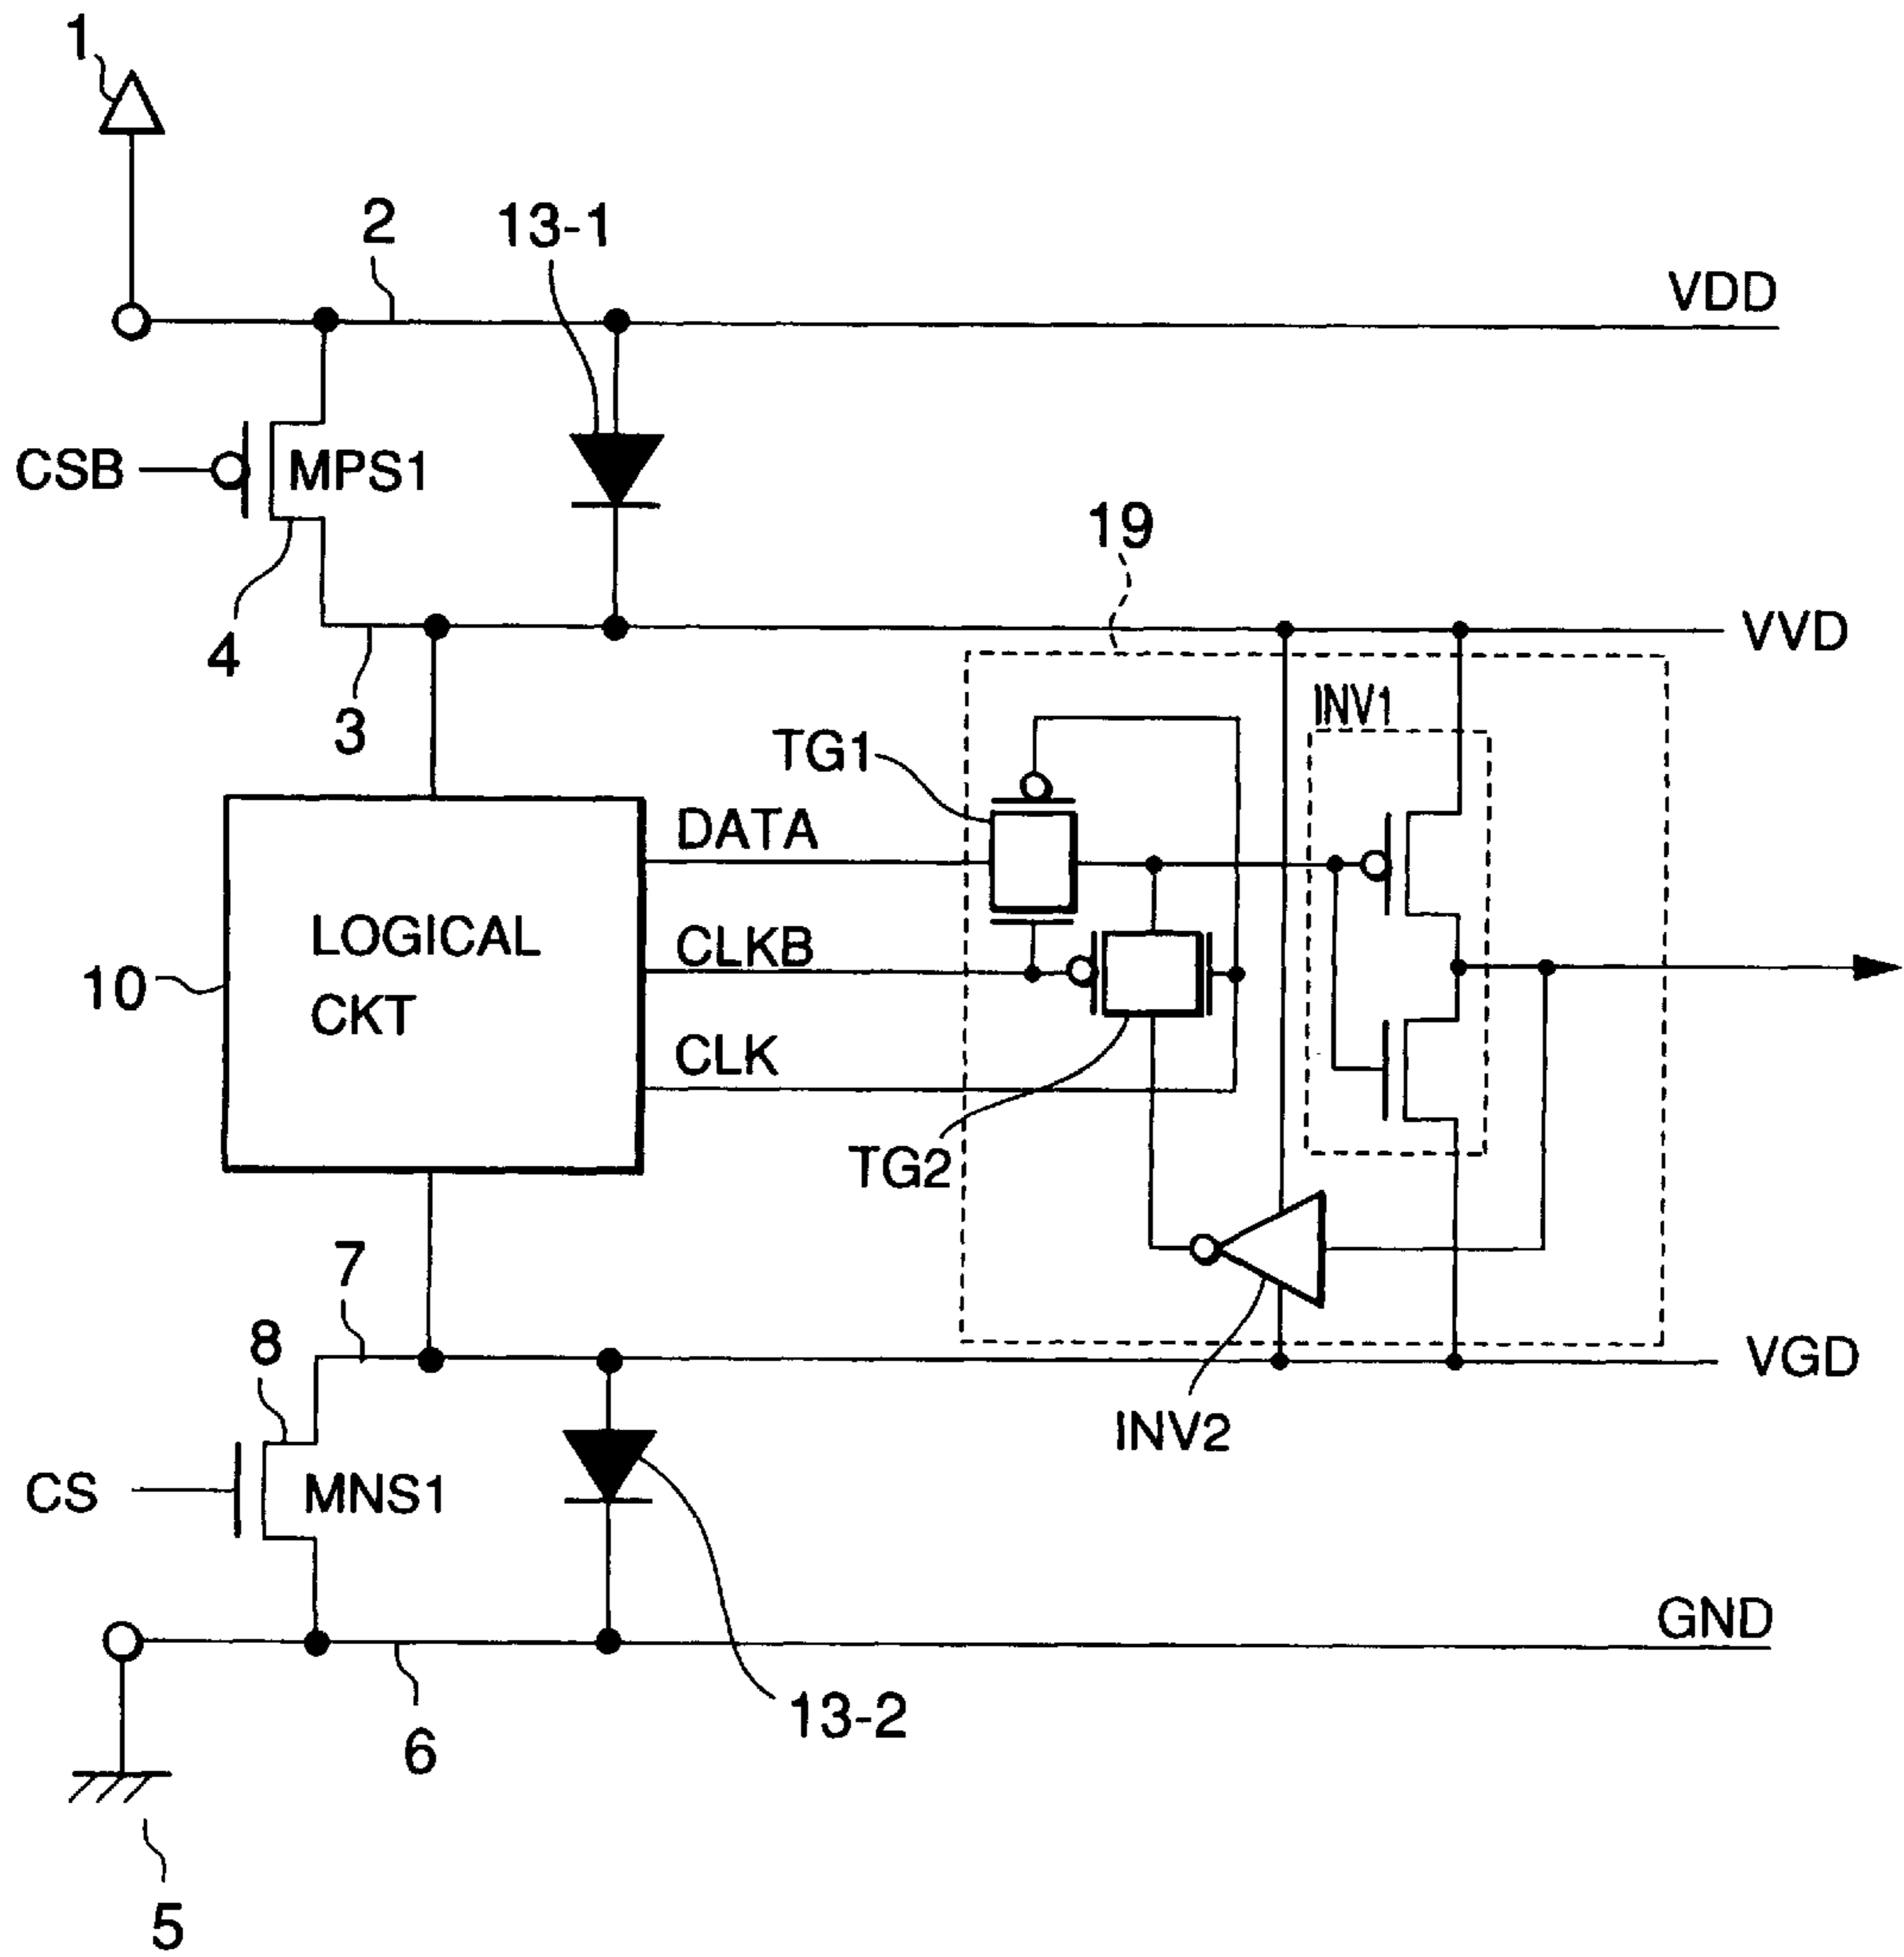 1
2
13-1
VDD
CSB
MPS1
19
4
3
VVD
INV1
TG1
DATA
LOGICAL
CKT
CLKB
10
CLK
TG2
7
8
VGD
INV2
CS
MNS1
GND
13-2
6
5